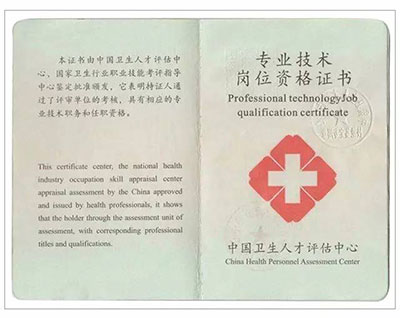 本证书由中国卫生人才评估中
心，国家卫生行业职业技能考评指导
中心鉴定批准颁发，它表明持证人通
过了评审单位的考核，具有相应的专
业技术职务和任职资格。
This certificate center, the national health
industry occupation skill appraisal center
appraisal assessment by the China approved
and issued by health professionals, it shows
that the holder through the assessment unit of
assessment, with corresponding professional
titles and qualifications.
专业技术
岗位资格证书
Professional technologyJob
qualification certificate
中国卫生人才评估中心
China Health Personnel Assessment Center